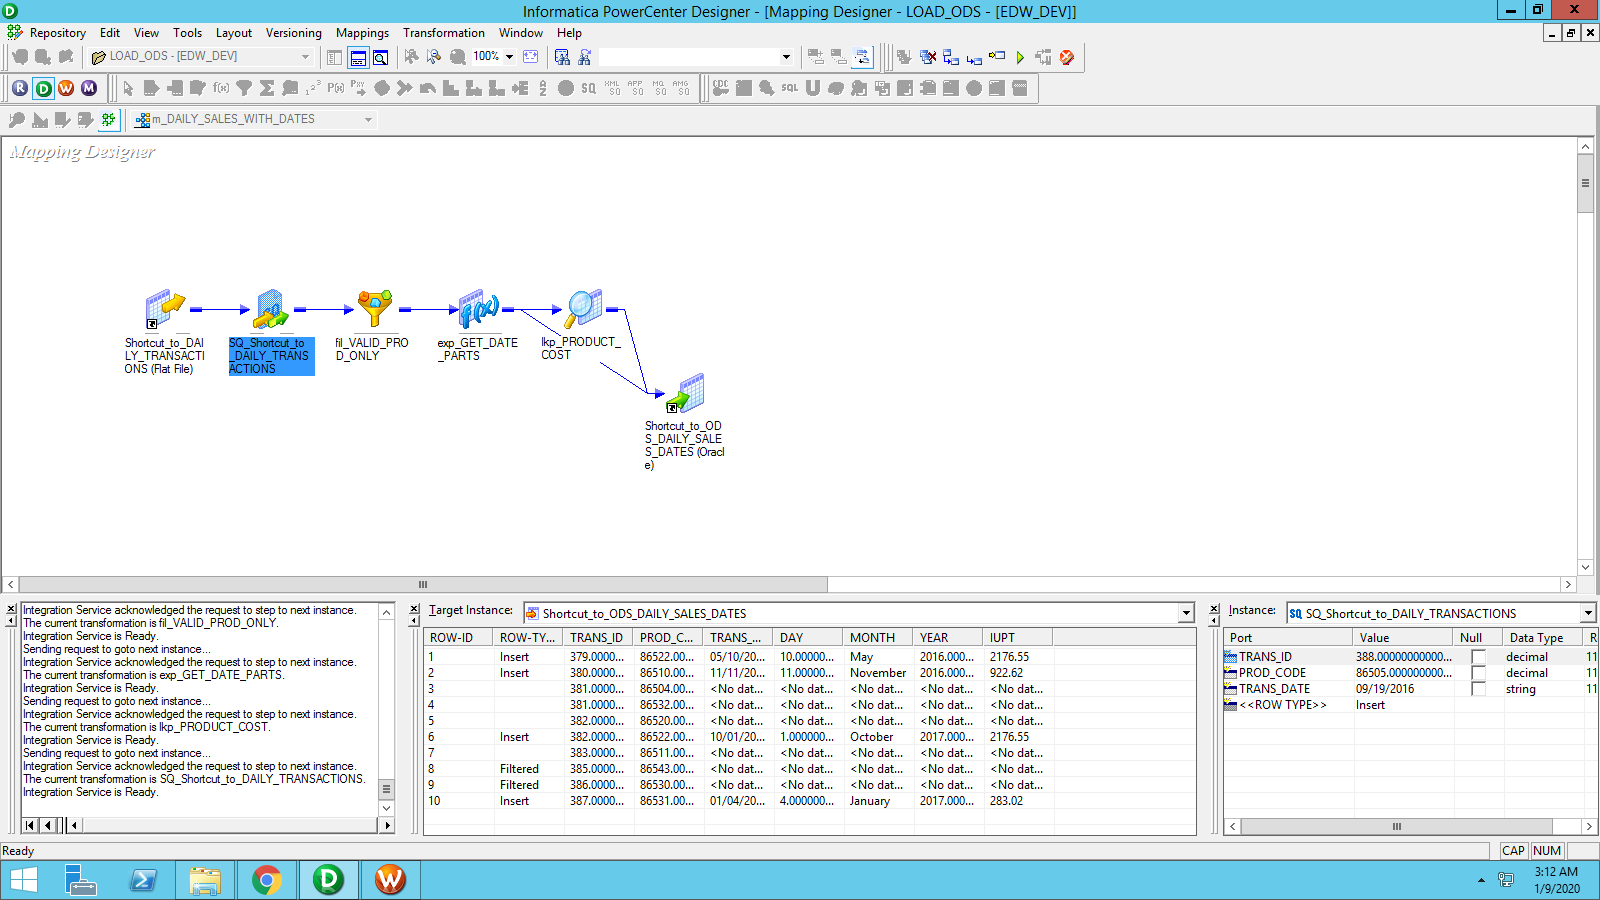 Informatica PowerCenter Designer - [Mapping Designer - LOAD_ODS - [EDW_DEV]]
Repository Edit View Tools Layout Versioning Mappings Transformation Window Help
LOAD_ODS - [EDW_DEV]
100%
m_DAILY_SALES_WITH_DATES
Mapping Designer
Shortcut_to_DAI
LY_TRANSACTI
ONS (Flat File)
SQ_Shortcut_to
_DAILY_TRANS
ACTIONS
fil_VALID_PRO
D_ONLY
exp_GET_DATE
_PARTS
lkp_PRODUCT_
COST
Shortcut_to_OD
S_DAILY_SALE
S_DATES (Oracl
e)
Integration Service acknowledged the request to step to next instance.
The current transfomation is fil_VALID_PROD_ONLY.
Integration Service is Ready.
Sending request to goto next instance...
Integration Service acknowledged the request to step to next instance.
The current transfomation is exp_GET_DATE_PARTS.
Integration Service is Ready.
Sending request to goto next instance...
Integration Service acknowledged the request to step to next instance.
The current transfomation is lkp_PRODUCT_COST.
Integration Service is Ready.
Sending request to goto next instance...
Integration Service acknowledged the request to step to next instance.
The current transfomation is SQ_Shortcut_to_DAILY_TRANSACTIONS.
Integration Service is Ready.
Target Instance: Shortcut_to_ODS_DAILY_SALES_DATES
ROW-ID ROW-TY... TRANS_ID PROD_C... TRANS_... DAY MONTH YEAR IUPT
1 Insert 379.0000... 86522.00... 05/10/20... 10.00000... May 2016.000... 2176.55
2 Insert 380.0000... 86510.00... 11/11/20... 11.00000... November 2016.000... 922.62
3 381.0000... 86504.00... <No dat... <No dat... <No dat... <No dat... <No dat...
4 381.0000... 86532.00... <No dat... <No dat... <No dat... <No dat... <No dat...
5 382.0000... 86520.00... <No dat... <No dat... <No dat... <No dat... <No dat...
6 Insert 382.0000... 86522.00... 10/01/20... 1.000000... October 2017.000... 2176.55
7 383.0000... 86511.00... <No dat... <No dat... <No dat... <No dat... <No dat...
8 Filtered 385.0000... 86543.00... <No dat... <No dat... <No dat... <No dat... <No dat...
9 Filtered 386.0000... 86530.00... <No dat... <No dat... <No dat... <No dat... <No dat...
10 Insert 387.0000... 86531.00... 01/04/20... 4.000000... January 2017.000... 283.02
Instance: SQ_Shortcut_to_DAILY_TRANSACTIONS
Port Value Null Data Type R
TRANS_ID 388.00000000000... decimal 11
PROD_CODE 86505.000000000... decimal 11
TRANS_DATE 09/19/2016 string 11
<<ROW TYPE>> Insert
Ready
CAP NUM
3:12 AM
1/9/2020